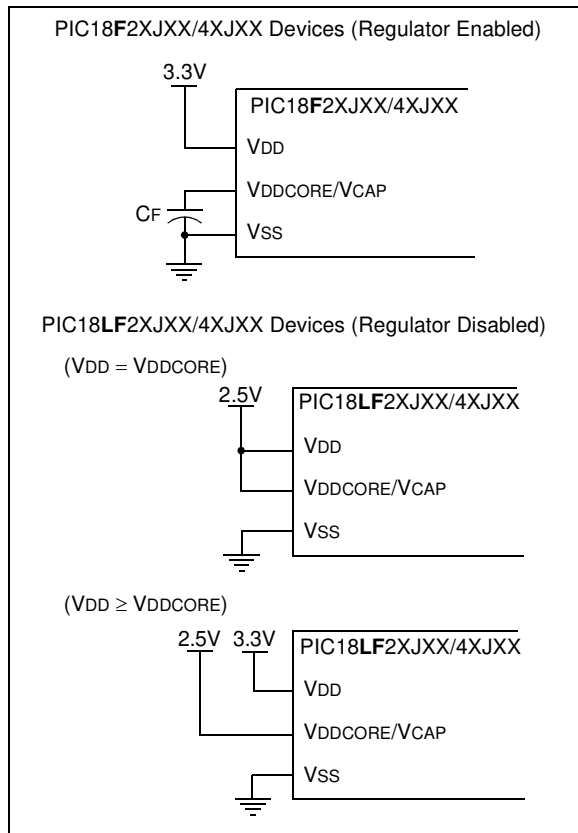 PIC18F2XJXX/4XJXX Devices (Regulator Enabled)
3.3V
PIC18F2XJXX/4XJXX
VDD
VDDCORE/VCAP
CF
VSS
PIC18LF2XJXX/4XJXX Devices (Regulator Disabled)
(VDD = VDDCORE)
2.5V
PIC18LF2XJXX/4XJXX
VDD
VDDCORE/VCAP
VSS
(VDD ≥ VDDCORE)
2.5V 3.3V
PIC18LF2XJXX/4XJXX
VDD
VDDCORE/VCAP
VSS